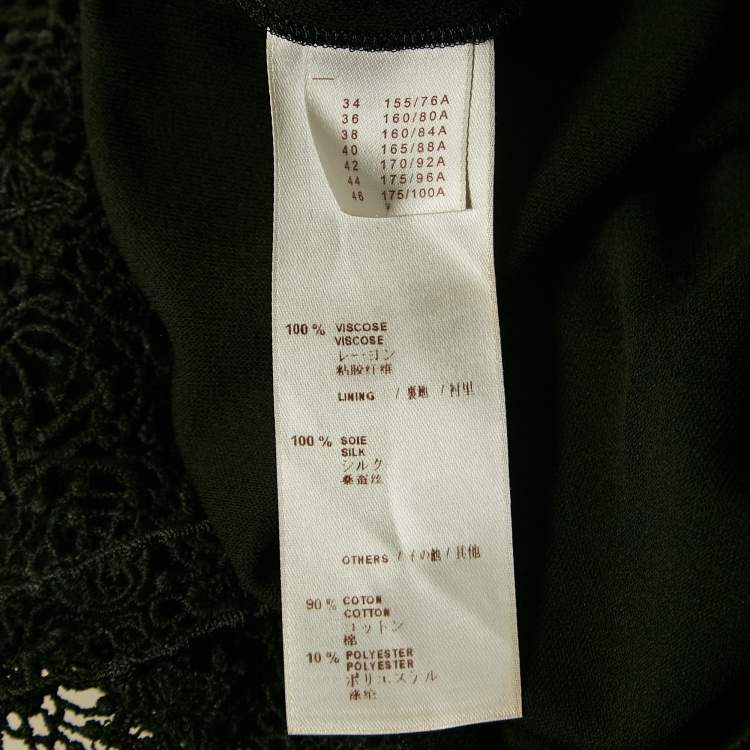 34 155/76A
36 160/80A
38 160/84A
40 165/88A
42 170/92A
44 175/96A
46 175/100A
100 % VISCOSE
VISCOSE
レーヨン
粘胶纤维
LINING / 裏地 / 衬里
100 % SOIE
SILK
シルク
桑蚕丝
OTHERS / その他 / 其他
90 % COTON
COTTON
コットン
棉
10 % POLYESTER
POLYESTER
ポリエステル
涤纶